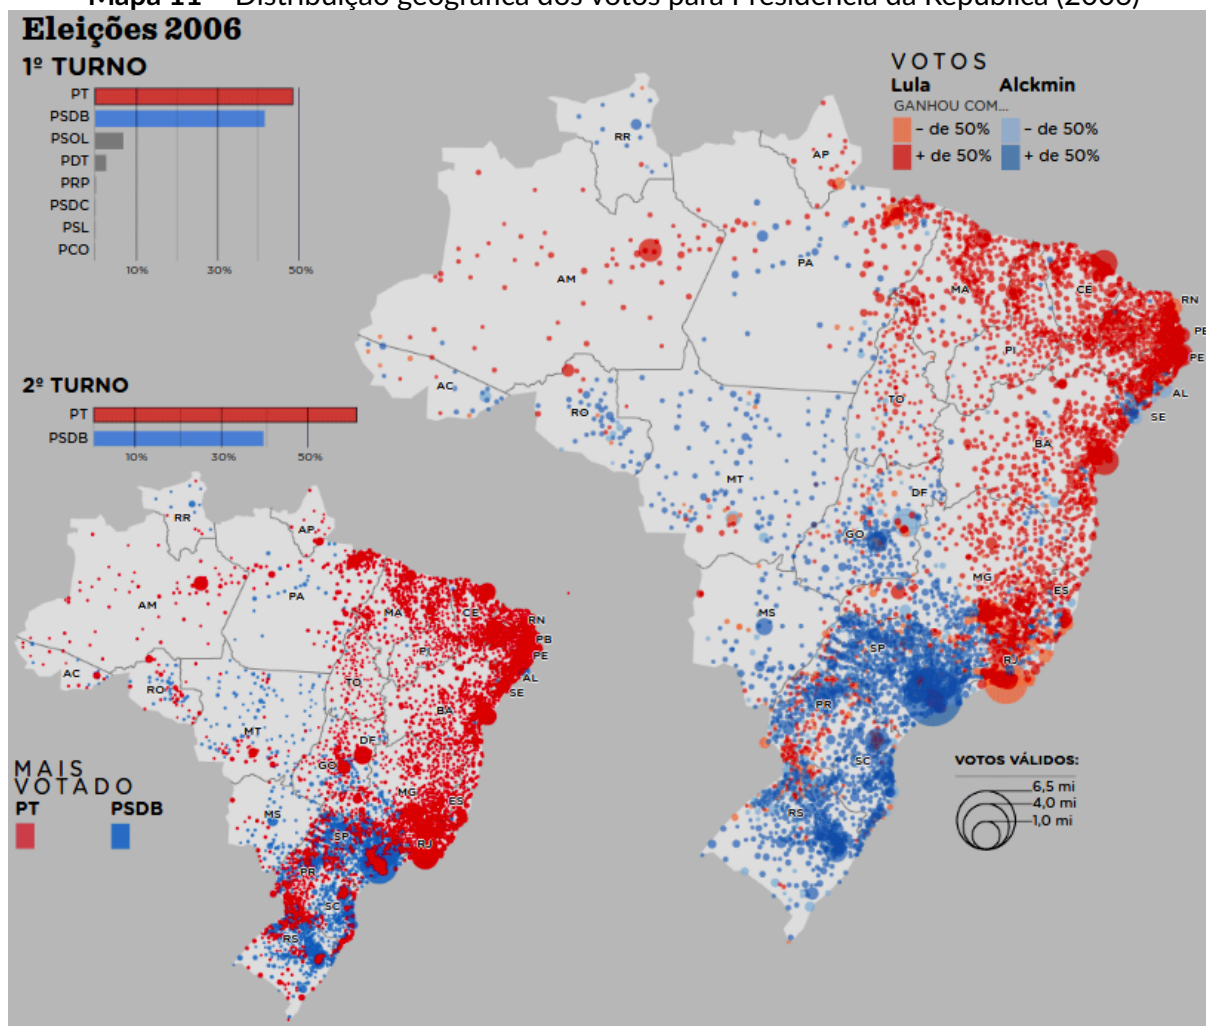 Mapa 11 – Distribuição geográfica dos votos para Presidência da República (2006)
Eleições 2006
1º TURNO
PT
PSDB
PSOL
PDT
PRP
PSDC
PSL
PCO
10% 30% 50%
VOTOS
Lula Alckmin
GANHOU COM...
- de 50% - de 50%
+ de 50% + de 50%
RR
AP
AM
PA
MA
CE
RN
PB
PE
PI
AC
AL
TO
RO
SE
BA
MT
DF
GO
MG
ES
MS
SP
RJ
PR
SC
RS
2º TURNO
PT
PSDB
10% 30% 50%
RR
AP
PA
AM
MA
CE
RN
PB
PI
PE
AC
AL
TO
RO
SE
BA
MT
DF
GO
MG
ES
MS
SP
RJ
PR
SC
RS
MAIS
VOTADO
PT PSDB
VOTOS VÁLIDOS:
6,5 mi
4,0 mi
1,0 mi